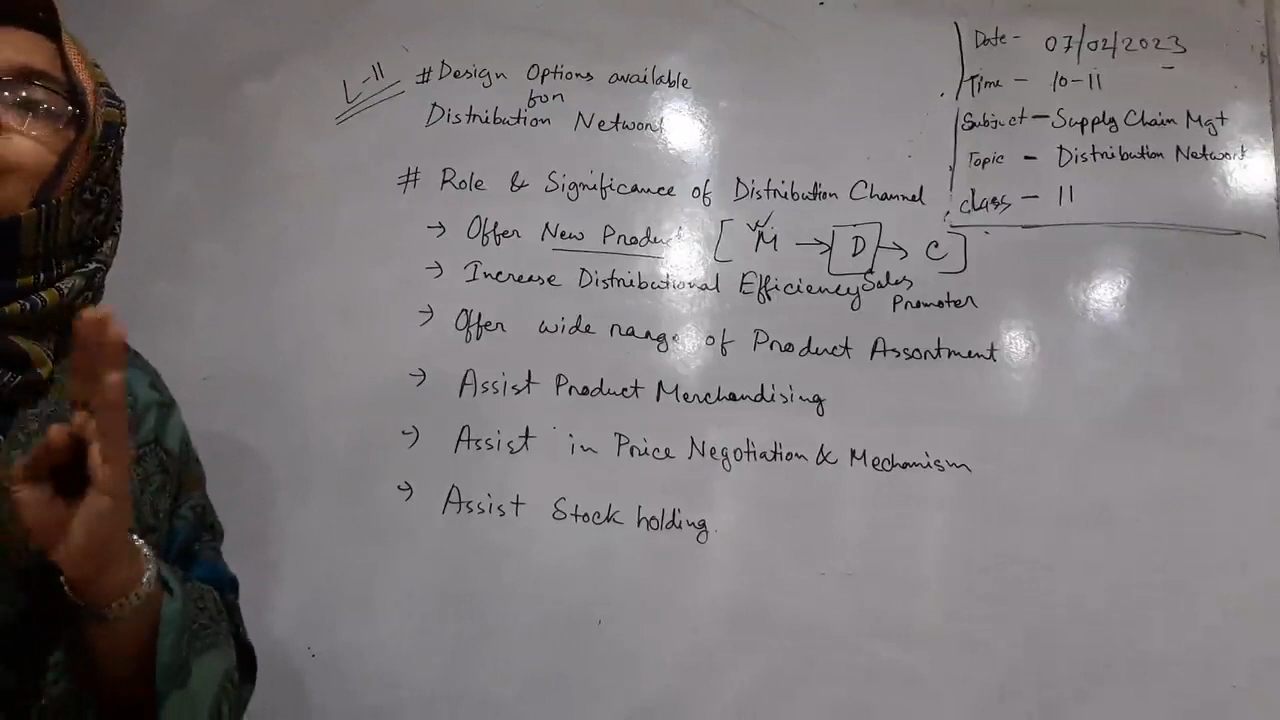 L-11 # Design Options available
for
Distribution Network
# Role & Significance of Distribution Channel
→ Offer New Product [ M → D → C ]
→ Increase Distributional Efficiency Sales
Promoter
→ Offer wide range of Product Assortment
→ Assist Product Merchandising
→ Assist in Price Negotiation & Mechanism
→ Assist Stock holding.
Date - 07/02/2023
Time - 10-11
Subject - Supply Chain Mgt
Topic - Distribution Network
Class - 11